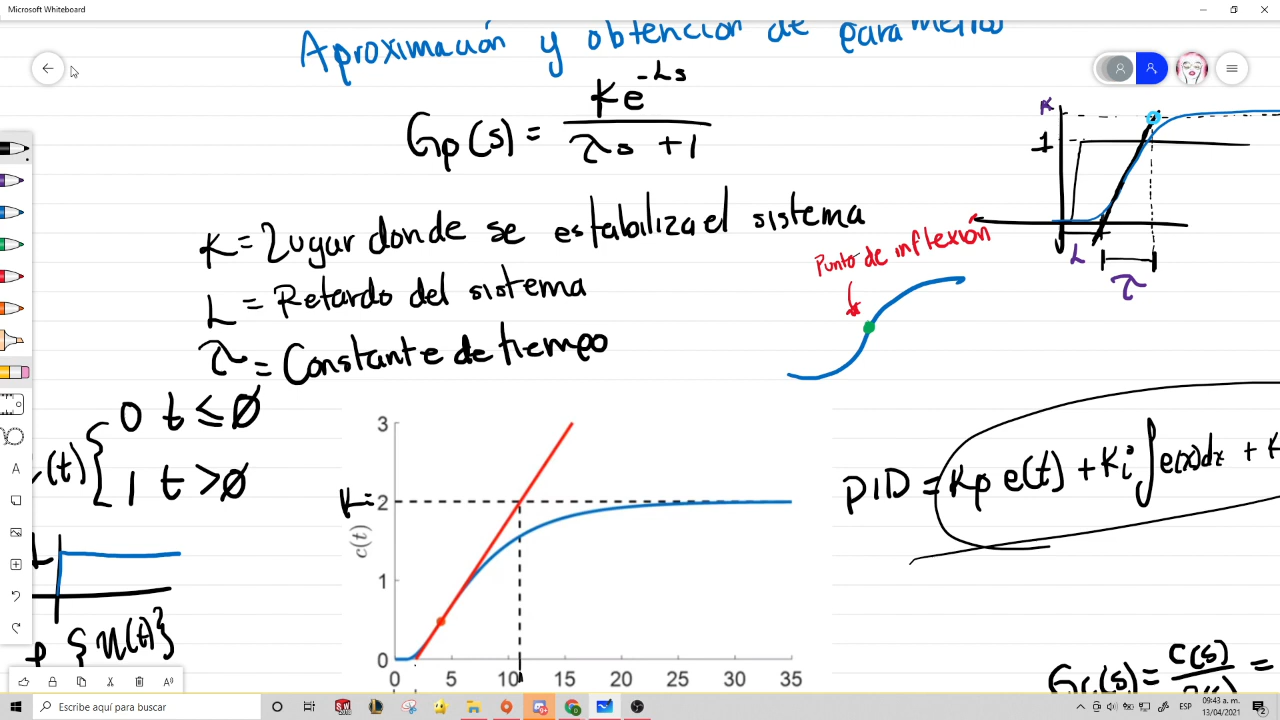 Microsoft Whiteboard
Aproximación y obtención de parámetros
Gp(s) = Ke^-Ls / τs + 1
K = Lugar donde se estabiliza el sistema
L = Retardo del sistema
τ = Constante de tiempo
K
1
L
τ
Punto de inflexión
0 t ≤ 0
(t) {
1 t > 0
K = 2
3
1
0
c(t)
0 5 10 15 20 25 30 35
PID = Kp e(t) + Ki ∫e(x)dx + K
{u(t)}
C(s)
=
Escribe aquí para buscar
ESP
09:43 a. m.
13/04/2021
2